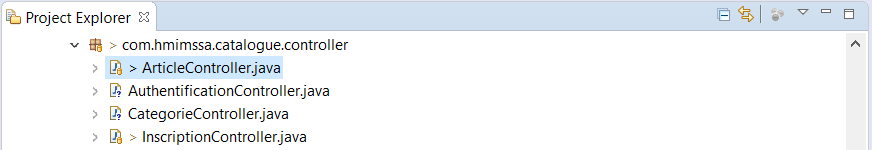 Project Explorer
> com.hmimssa.catalogue.controller
> ArticleController.java
AuthentificationController.java
CategorieController.java
> InscriptionController.java